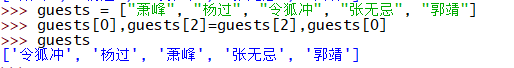 >>> guests = ["萧峰", "杨过", "令狐冲", "张无忌", "郭靖"]
>>> guests[0],guests[2]=guests[2],guests[0]
>>> guests
['令狐冲', '杨过', '萧峰', '张无忌', '郭靖']